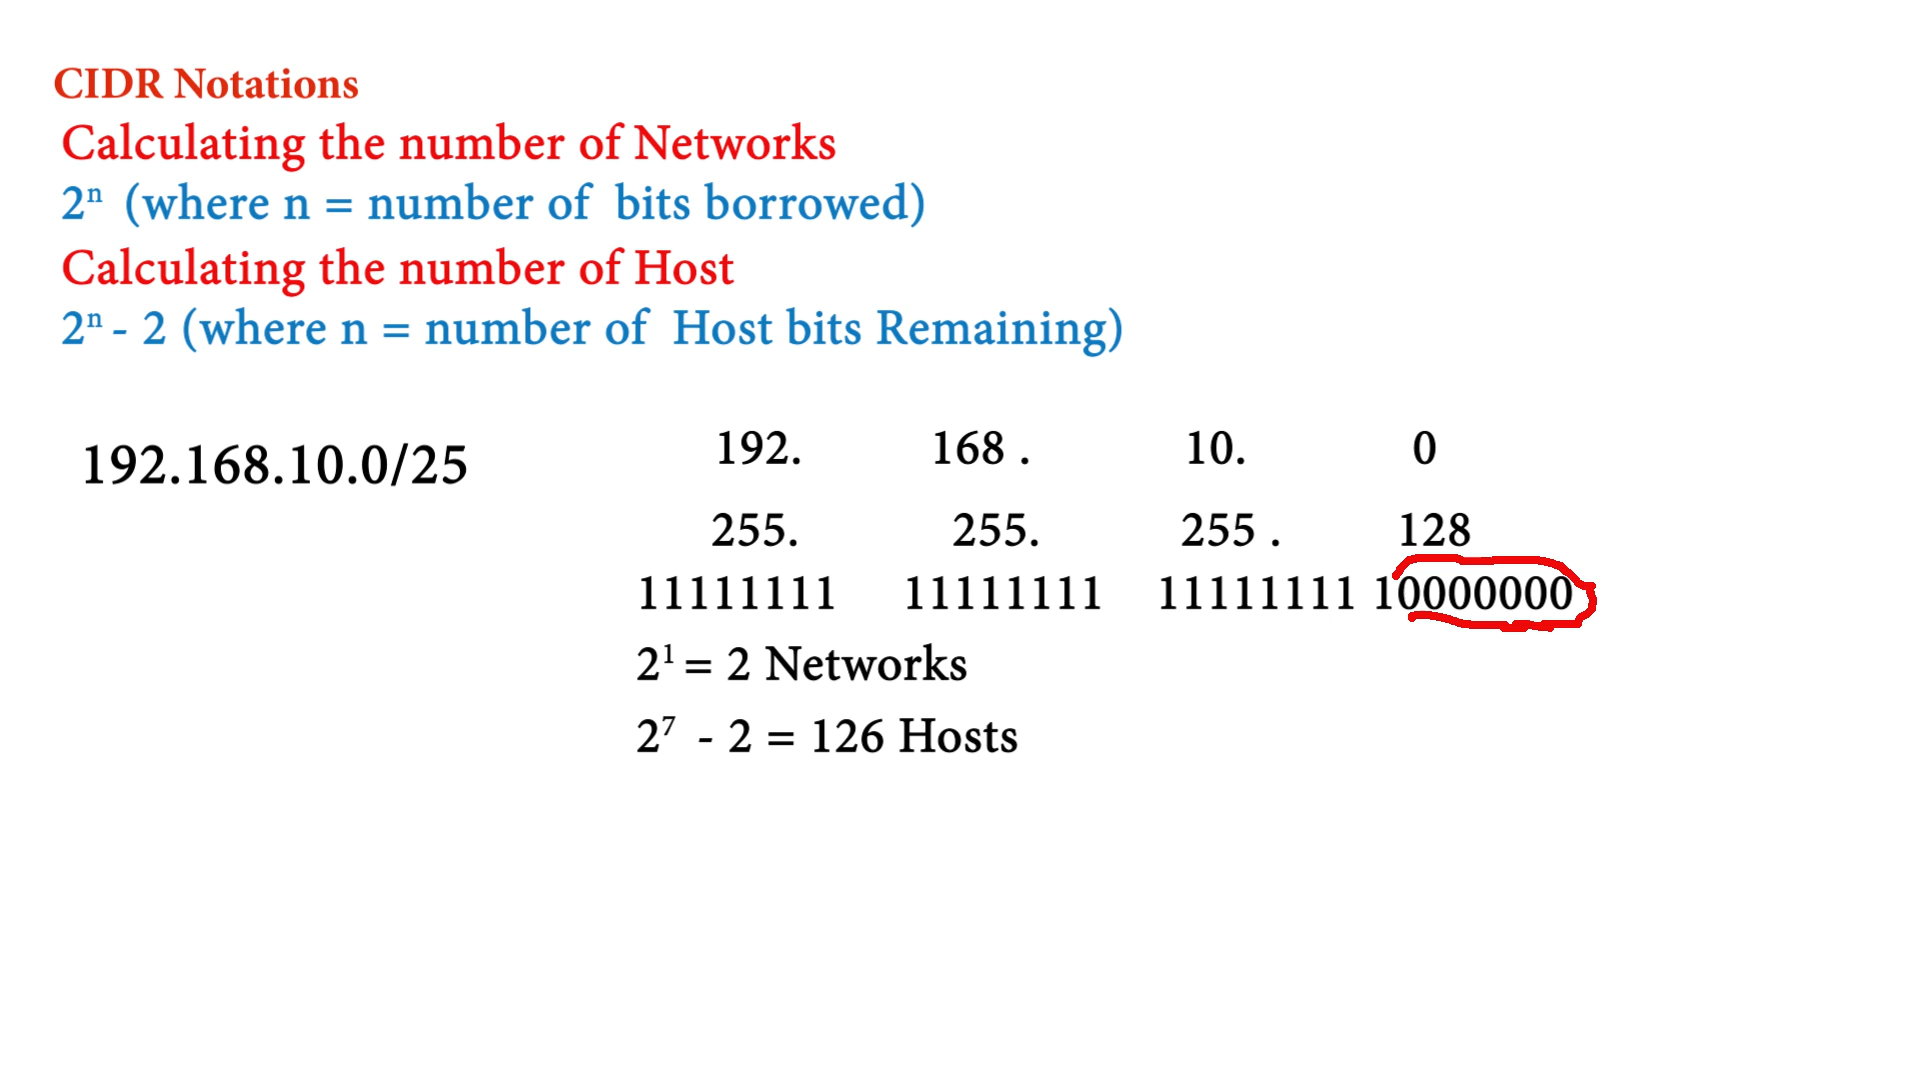 CIDR Notations
Calculating the number of Networks
2ⁿ (where n = number of bits borrowed)
Calculating the number of Host
2ⁿ - 2 (where n = number of Host bits Remaining)
192.168.10.0/25
192. 168 . 10. 0
255. 255. 255 . 128
11111111 11111111 11111111 10000000
2¹ = 2 Networks
2⁷ - 2 = 126 Hosts